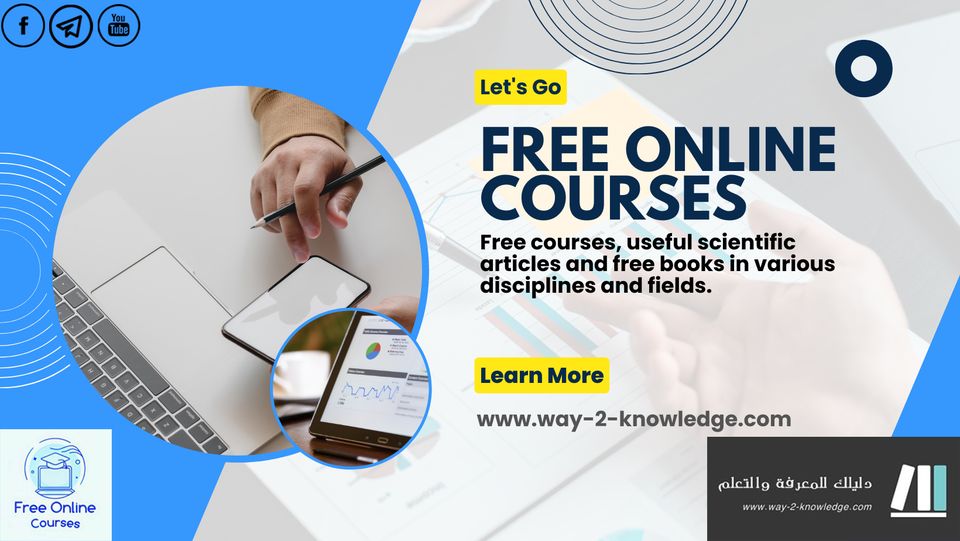 f
You
Tube
Let's Go
FREE ONLINE
COURSES
Free courses, useful scientific
articles and free books in various
disciplines and fields.
Learn More
www.way-2-knowledge.com
Free Online
Courses
دليلك للمعرفة والتعلم
www.way-2-knowledge.com